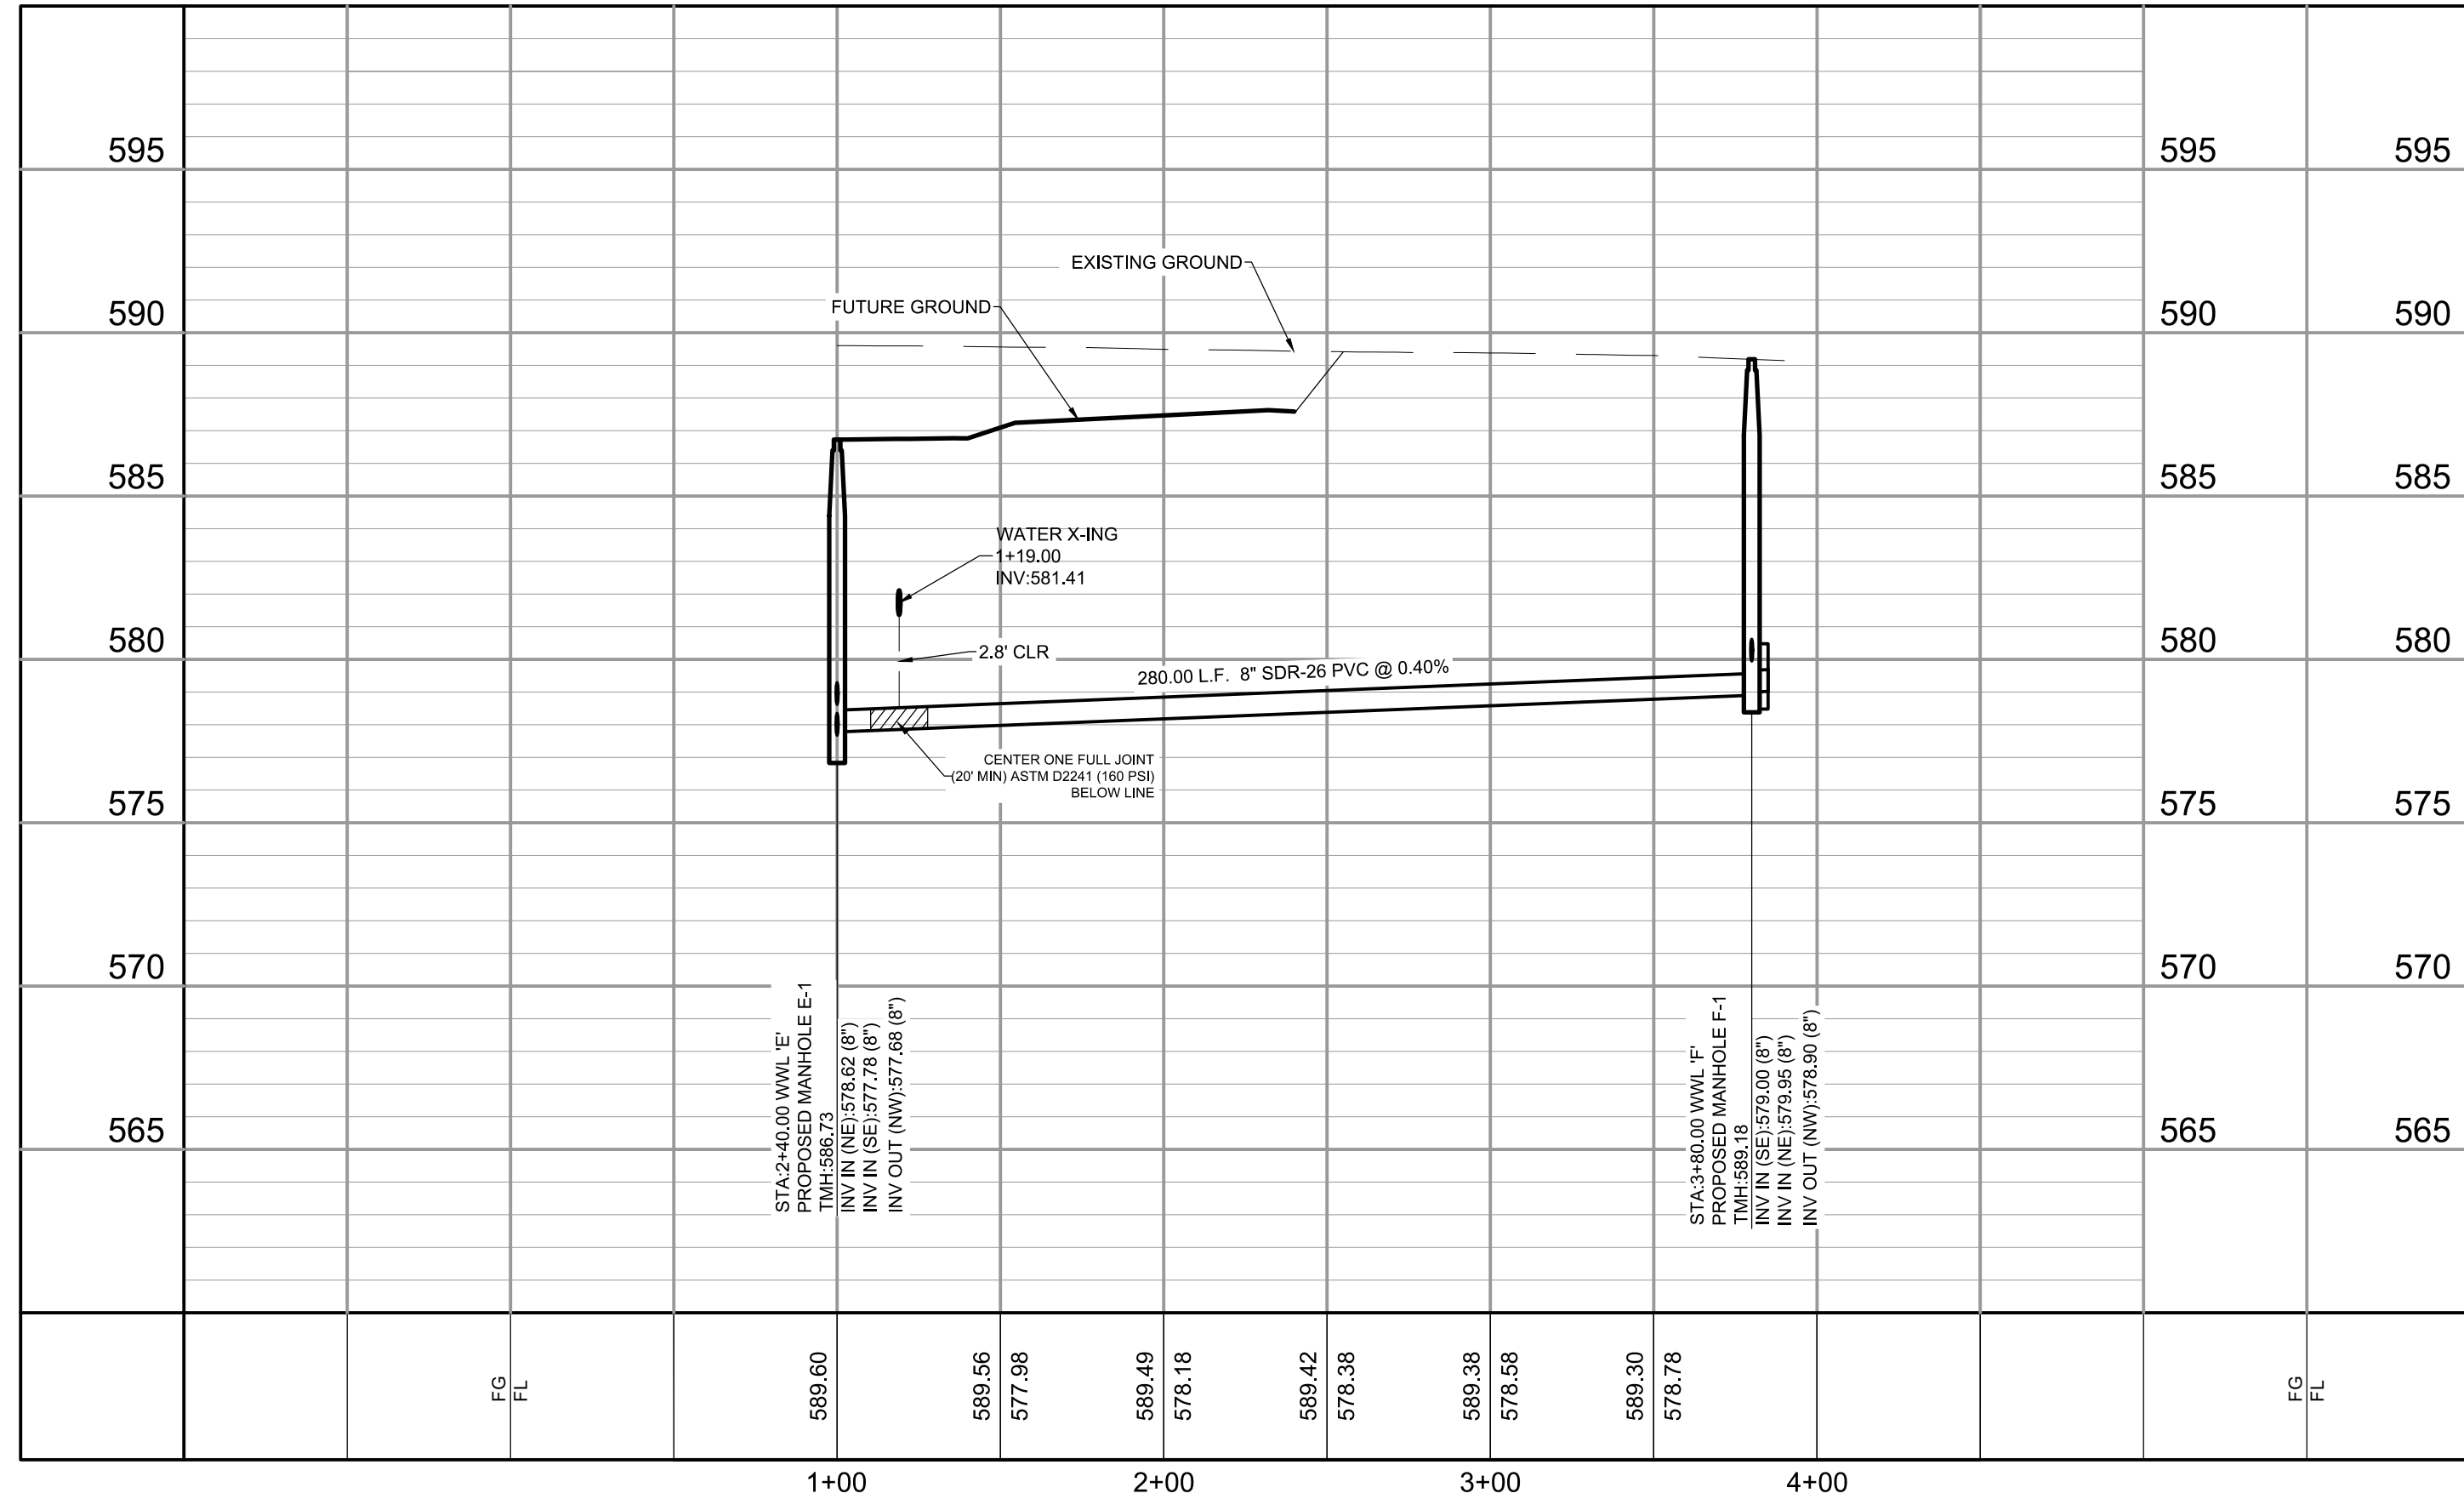 595 595 595
EXISTING GROUND
FUTURE GROUND
590 590 590
585 585 585
WATER X-ING
1+19.00
INV:581.41
580 580 580
2.8' CLR
280.00 L.F. 8" SDR-26 PVC @ 0.40%
CENTER ONE FULL JOINT
(20' MIN) ASTM D2241 (160 PSI)
BELOW LINE
575 575 575
570 570 570
STA:2+40.00 WWL 'E'
PROPOSED MANHOLE E-1
TMH:586.73
INV IN (NE):578.62 (8")
INV IN (SE):577.78 (8")
INV OUT (NW):577.68 (8")
STA:3+80.00 WWL 'F'
PROPOSED MANHOLE F-1
TMH:589.18
INV IN (SE):579.00 (8")
INV IN (NE):579.95 (8")
INV OUT (NW):578.90 (8")
565 565 565
FG
FL
589.60
589.56
577.98
589.49
578.18
589.42
578.38
589.38
578.58
589.30
578.78
FG
FL
1+00 2+00 3+00 4+00